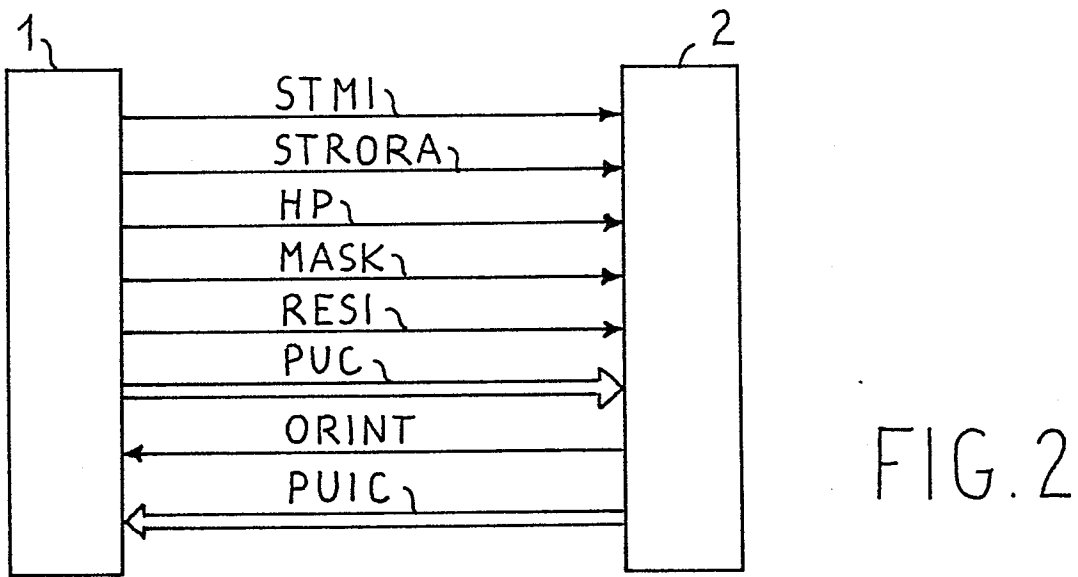 1
2
STMI
STRORA
HP
MASK
RESI
PUC
ORINT
PUIC
FIG. 2